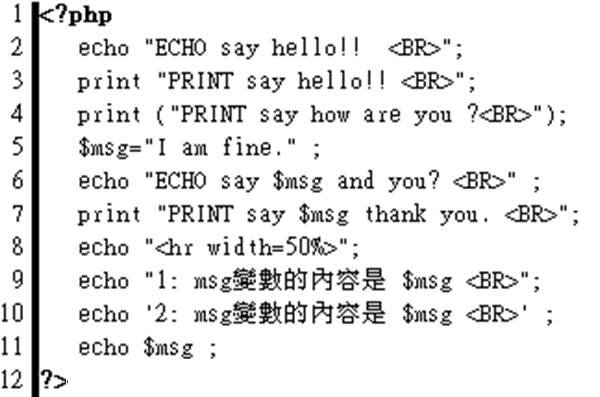 1 <?php
2 echo "ECHO say hello!! <BR>";
3 print "PRINT say hello!! <BR>";
4 print ("PRINT say how are you ?<BR>");
5 $msg="I am fine." ;
6 echo "ECHO say $msg and you? <BR>" ;
7 print "PRINT say $msg thank you. <BR>";
8 echo "<hr width=50%>";
9 echo "1: msg變數的內容是 $msg <BR>";
10 echo '2: msg變數的內容是 $msg <BR>' ;
11 echo $msg ;
12 ?>